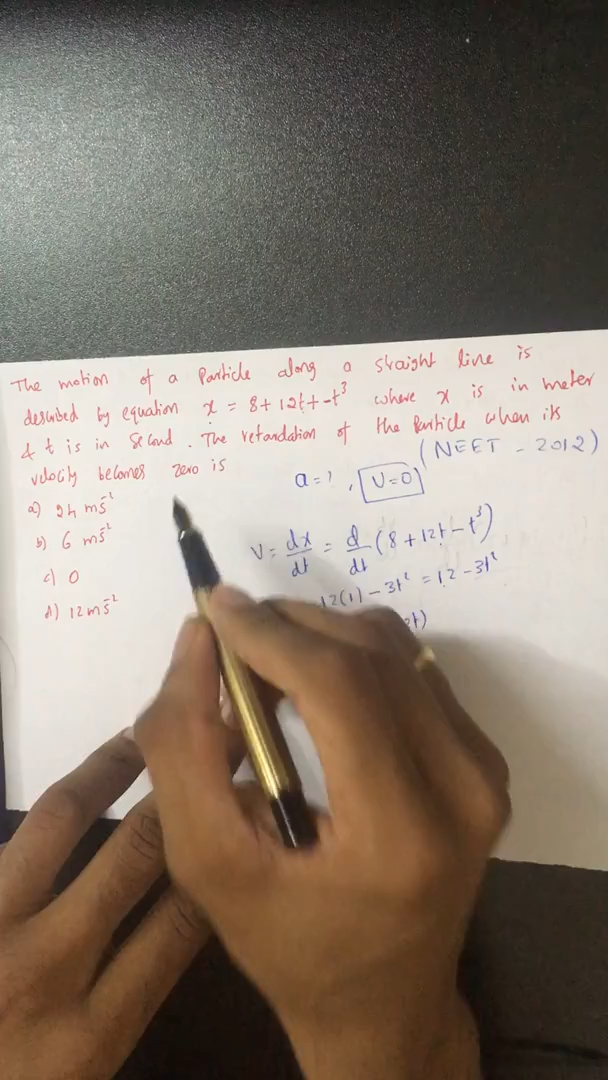 The motion of a Particle along a straight line is
described by equation x = 8+12t-t³ where x is in meter
& t is in Second. The retardation of the Particle when its
velocity becomes zero is
(NEET - 2012)
a) 24 ms⁻²
b) 6 ms⁻²
c) 0
d) 12ms⁻²
a=?, V=0
V = dx/dt = d/dt (8+12t-t³)
12(1) - 3t² = 12-3t²